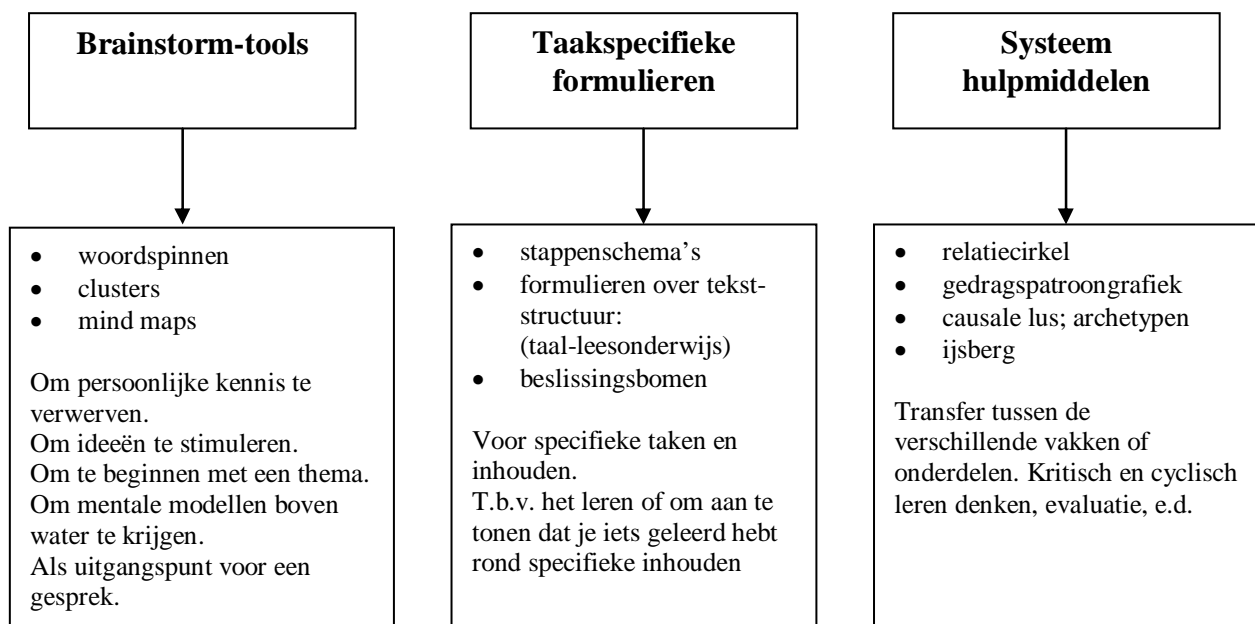 Brainstorm-tools
Taakspecifieke
formulieren
Systeem
hulpmiddelen
• woordspinnen
• clusters
• mind maps
Om persoonlijke kennis te
verwerven.
Om ideeën te stimuleren.
Om te beginnen met een thema.
Om mentale modellen boven
water te krijgen.
Als uitgangspunt voor een
gesprek.
• stappenschema’s
• formulieren over tekst-
structuur:
(taal-leesonderwijs)
• beslissingsbomen
Voor specifieke taken en
inhouden.
T.b.v. het leren of om aan te
tonen dat je iets geleerd hebt
rond specifieke inhouden
• relatiecirkel
• gedragspatroongrafiek
• causale lus; archetypen
• ijsberg
Transfer tussen de
verschillende vakken of
onderdelen. Kritisch en cyclisch
leren denken, evaluatie, e.d.